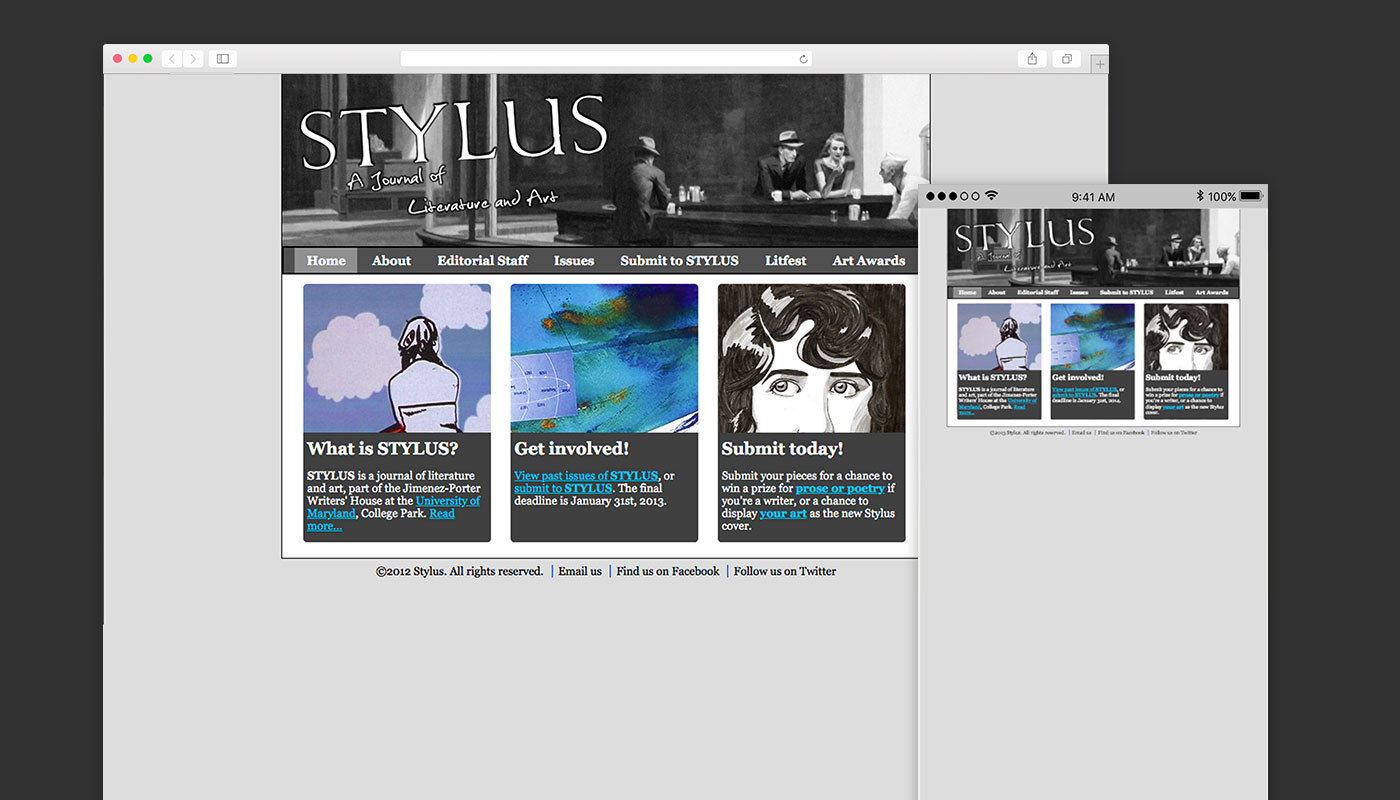 STYLUS
A Journal of
Literature and Art
Home About Editorial Staff Issues Submit to STYLUS Litfest Art Awards
What is STYLUS?
STYLUS is a journal of literature
and art, part of the Jimenez-Porter
Writers' House at the University of
Maryland, College Park. Read
more...
Get involved!
View past issues of STYLUS, or
submit to STYLUS. The final
deadline is January 31st, 2013.
Submit today!
Submit your pieces for a chance to
win a prize for prose or poetry if
you're a writer, or a chance to
display your art as the new Stylus
cover.
©2012 Stylus. All rights reserved. | Email us | Find us on Facebook | Follow us on Twitter
9:41 AM 100%
STYLUS
A Journal of
Literature and Art
Home About Editorial Staff Issues Submit to STYLUS Litfest Art Awards
What is STYLUS?
STYLUS is a journal of literature
and art, part of the Jimenez-Porter
Writers' House at the University of
Maryland, College Park. Read
more...
Get involved!
View past issues of STYLUS, or
submit to STYLUS. The final
deadline is January 31st, 2014.
Submit today!
Submit your pieces for a chance to
win a prize for prose or poetry if
you're a writer, or a chance to
display your art as the new Stylus
cover.
©2013 Stylus. All rights reserved. | Email us | Find us on Facebook | Follow us on Twitter